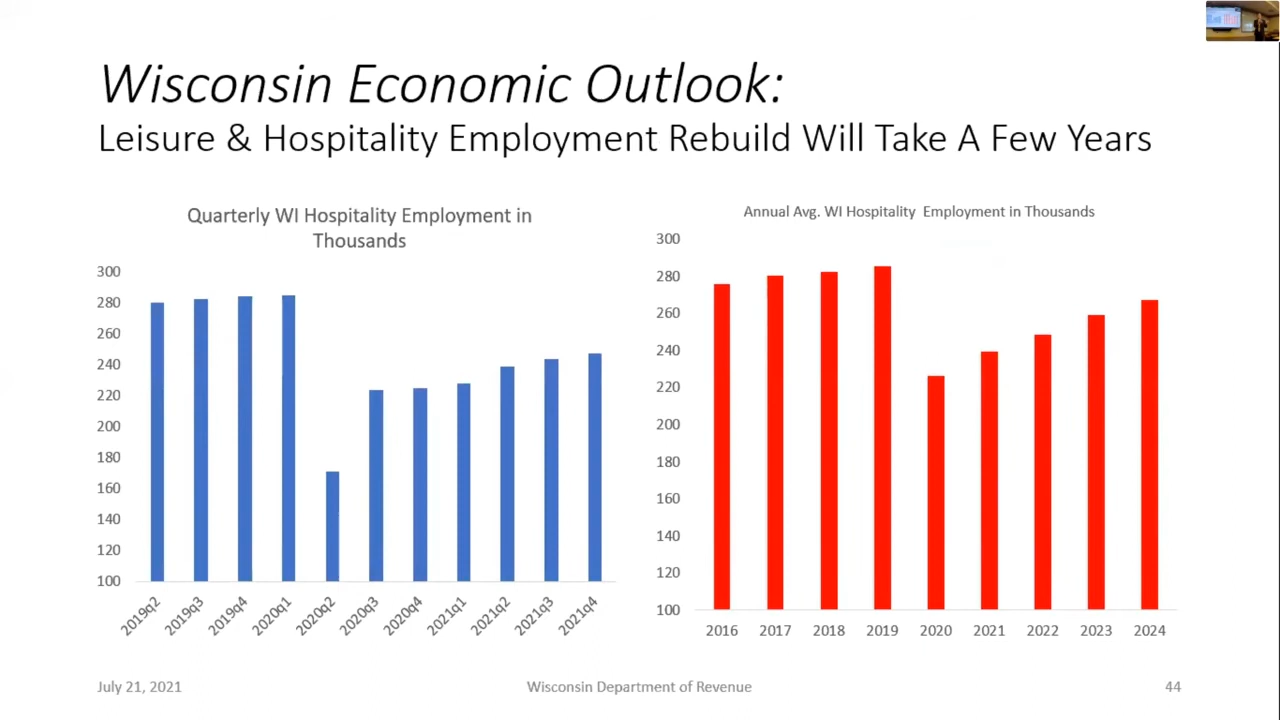 Wisconsin Economic Outlook:
Leisure & Hospitality Employment Rebuild Will Take A Few Years
Quarterly WI Hospitality Employment in
Thousands
300
280
260
240
220
200
180
160
140
120
100
2019q2
2019q3
2019q4
2020q1
2020q2
2020q3
2020q4
2021q1
2021q2
2021q3
2021q4
Annual Avg. WI Hospitality Employment in Thousands
300
280
260
240
220
200
180
160
140
120
100
2016 2017 2018 2019 2020 2021 2022 2023 2024
July 21, 2021
Wisconsin Department of Revenue
44